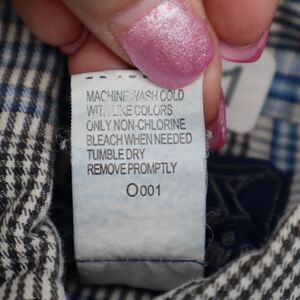 MACHINE WASH COLD
WITH LIKE COLORS
ONLY NON-CHLORINE
BLEACH WHEN NEEDED
TUMBLE DRY
REMOVE PROMPTLY
O001